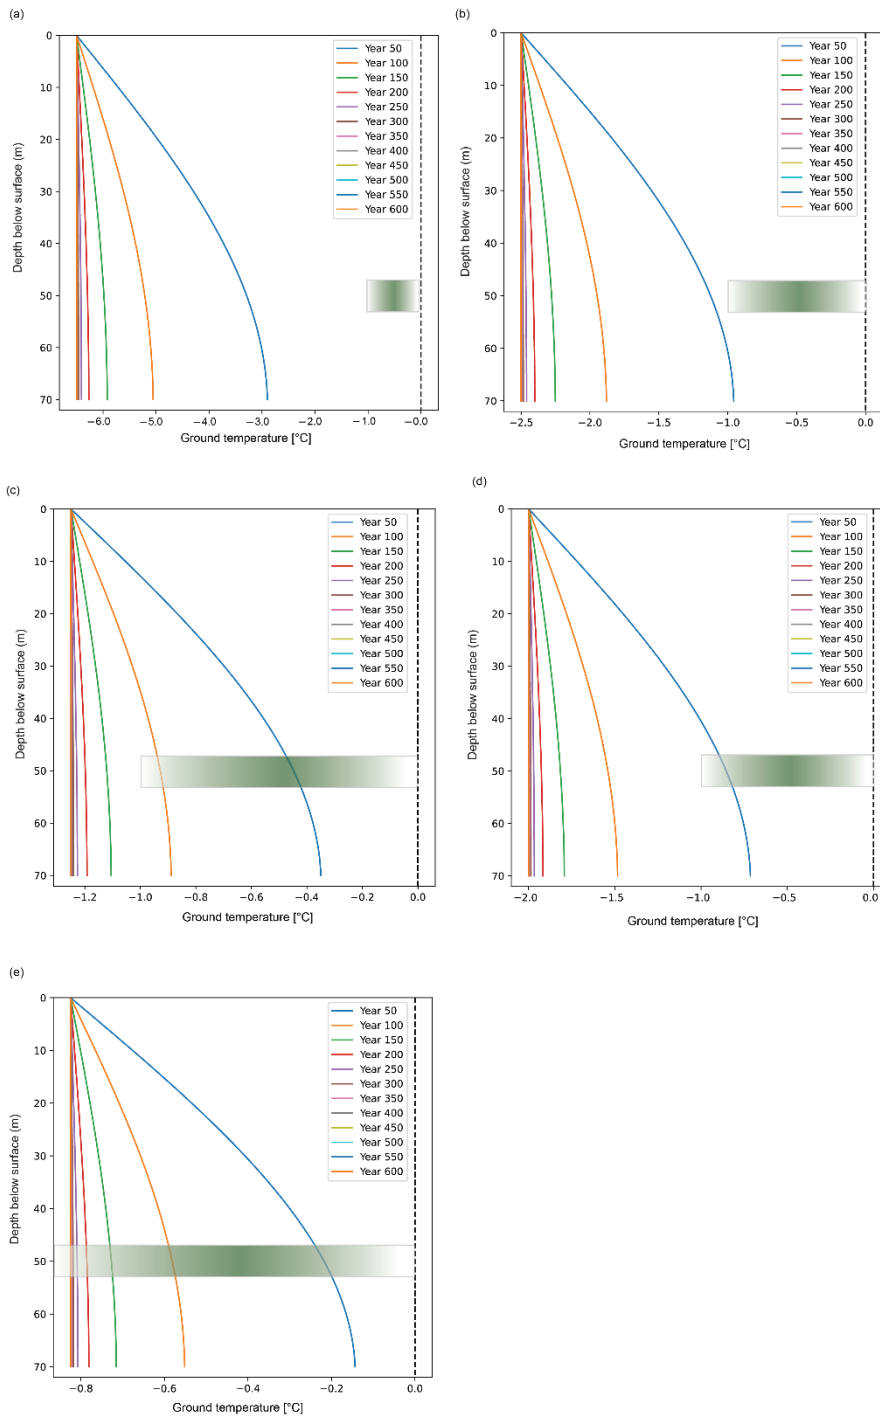 (a)
0
10
20
30
40
50
60
70
Depth below surface (m)
Year 50
Year 100
Year 150
Year 200
Year 250
Year 300
Year 350
Year 400
Year 450
Year 500
Year 550
Year 600
−6.0 −5.0 −4.0 −3.0 −2.0 −1.0 −0.0
Ground temperature [°C]
(b)
0
10
20
30
40
50
60
70
Depth below surface (m)
Year 50
Year 100
Year 150
Year 200
Year 250
Year 300
Year 350
Year 400
Year 450
Year 500
Year 550
Year 600
−2.5 −2.0 −1.5 −1.0 −0.5 0.0
Ground temperature [°C]
(c)
0
10
20
30
40
50
60
70
Depth below surface (m)
Year 50
Year 100
Year 150
Year 200
Year 250
Year 300
Year 350
Year 400
Year 450
Year 500
Year 550
Year 600
−1.2 −1.0 −0.8 −0.6 −0.4 −0.2 0.0
Ground temperature [°C]
(d)
0
10
20
30
40
50
60
70
Depth below surface (m)
Year 50
Year 100
Year 150
Year 200
Year 250
Year 300
Year 350
Year 400
Year 450
Year 500
Year 550
Year 600
−2.0 −1.5 −1.0 −0.5 0.0
Ground temperature [°C]
(e)
0
10
20
30
40
50
60
70
Depth below surface (m)
Year 50
Year 100
Year 150
Year 200
Year 250
Year 300
Year 350
Year 400
Year 450
Year 500
Year 550
Year 600
−0.8 −0.6 −0.4 −0.2 0.0
Ground temperature [°C]